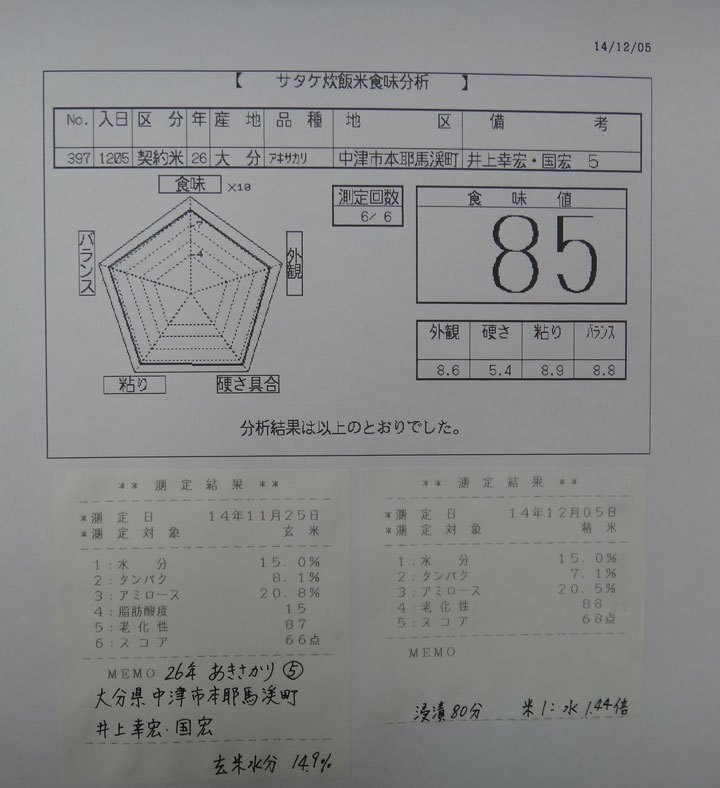 14/12/05
【 サタケ炊飯米食味分析 】
No. 入日 区分 年 産地 品種 地区 備考
397 1205 契約米 26 大分 アキサカリ 中津市本耶馬渓町 井上幸宏・国宏 5
食味 ×10
7
4
外観
硬さ具合
粘り
バランス
測定回数
6/ 6
食味値
85
外観 硬さ 粘り バランス
8.6 5.4 8.9 8.8
分析結果は以上のとおりでした。
** 測定結果 **
*測定日 14年11月25日
*測定対象 玄米
1:水分 15.0%
2:タンパク 8.1%
3:アミロース 20.8%
4:脂肪酸度 15
5:老化性 87
6:スコア 66点
MEMO 26年 あきさかり ⑤
大分県中津市本耶馬渓町
井上幸宏・国宏
玄米水分 14.9%
** 測定結果 **
*測定日 14年12月05日
*測定対象 精米
1:水分 15.0%
2:タンパク 7.1%
3:アミロース 20.5%
4:老化性 88
5:スコア 68点
MEMO
浸漬80分 米1:水1.44倍